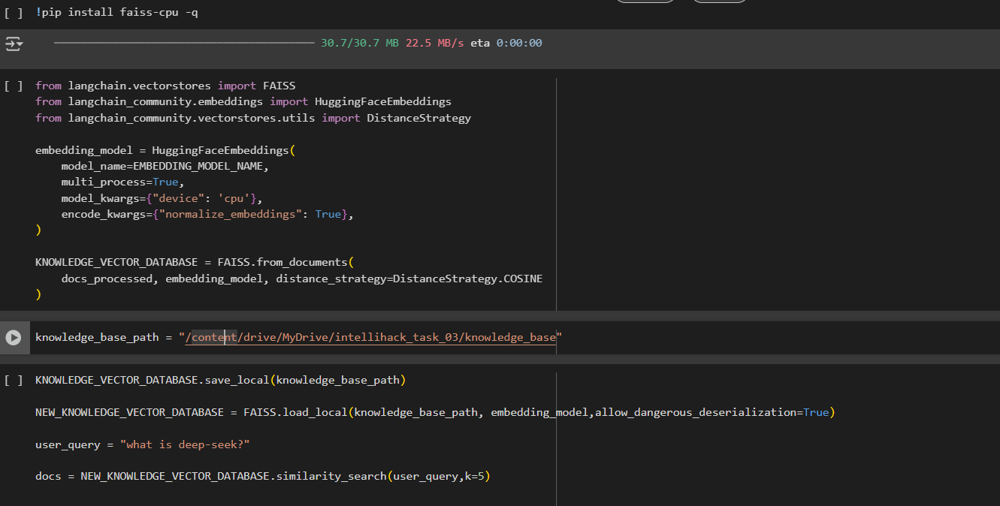 [ ] !pip install faiss-cpu -q
30.7/30.7 MB 22.5 MB/s eta 0:00:00
[ ] from langchain.vectorstores import FAISS
from langchain_community.embeddings import HuggingFaceEmbeddings
from langchain_community.vectorstores.utils import DistanceStrategy
embedding_model = HuggingFaceEmbeddings(
    model_name=EMBEDDING_MODEL_NAME,
    multi_process=True,
    model_kwargs={"device": 'cpu'},
    encode_kwargs={"normalize_embeddings": True},
)
KNOWLEDGE_VECTOR_DATABASE = FAISS.from_documents(
    docs_processed, embedding_model, distance_strategy=DistanceStrategy.COSINE
)
knowledge_base_path = "/content/drive/MyDrive/intellihack_task_03/knowledge_base"
[ ] KNOWLEDGE_VECTOR_DATABASE.save_local(knowledge_base_path)
NEW_KNOWLEDGE_VECTOR_DATABASE = FAISS.load_local(knowledge_base_path, embedding_model,allow_dangerous_deserialization=True)
user_query = "what is deep-seek?"
docs = NEW_KNOWLEDGE_VECTOR_DATABASE.similarity_search(user_query,k=5)